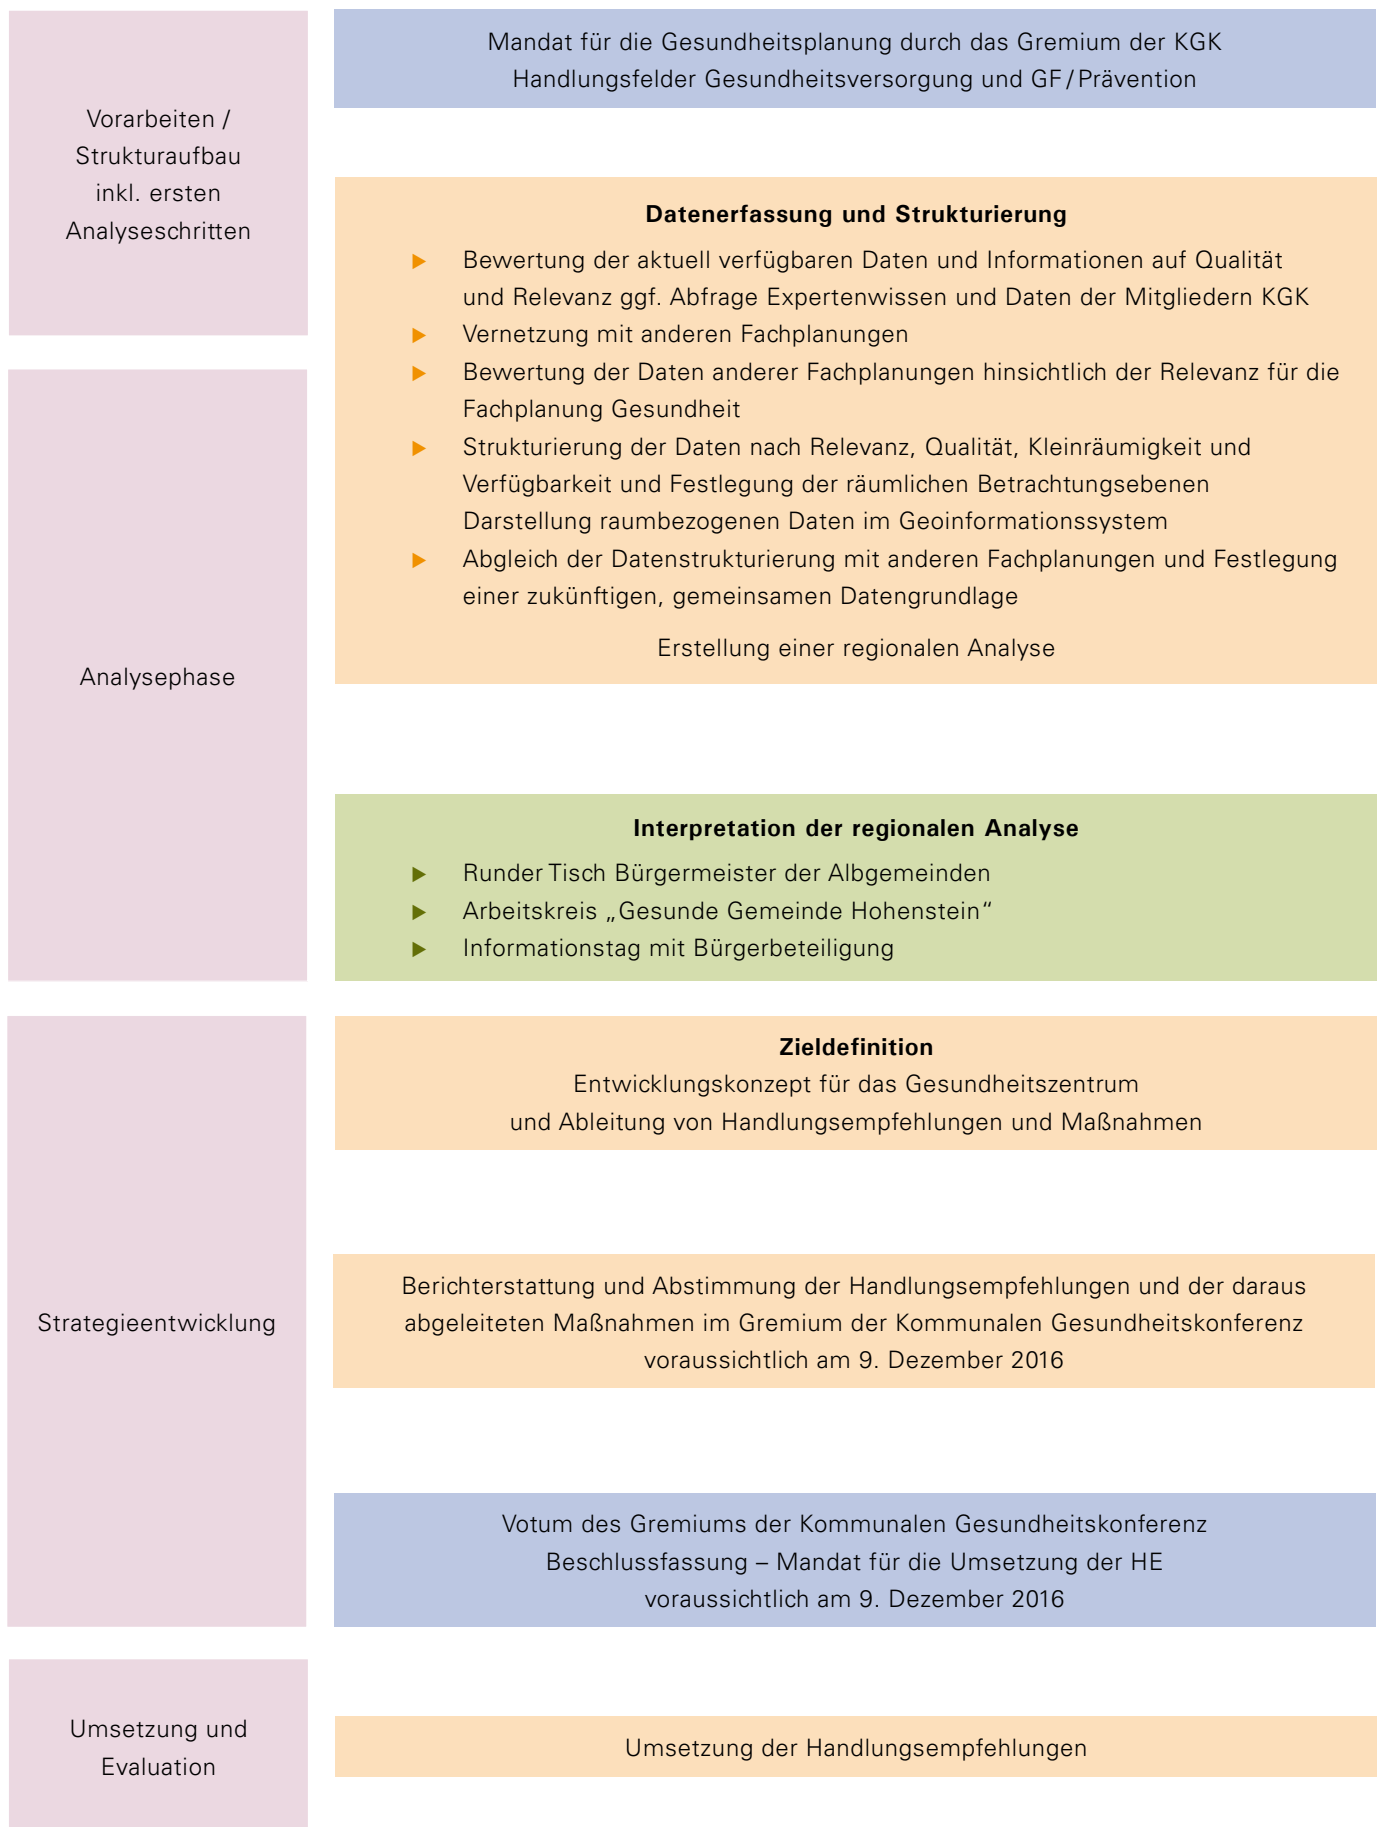 Vorarbeiten /
Strukturaufbau
inkl. ersten
Analyseschritten
Mandat für die Gesundheitsplanung durch das Gremium der KGK
Handlungsfelder Gesundheitsversorgung und GF/Prävention
Datenerfassung und Strukturierung
▶ Bewertung der aktuell verfügbaren Daten und Informationen auf Qualität
und Relevanz ggf. Abfrage Expertenwissen und Daten der Mitgliedern KGK
▶ Vernetzung mit anderen Fachplanungen
▶ Bewertung der Daten anderer Fachplanungen hinsichtlich der Relevanz für die
Fachplanung Gesundheit
▶ Strukturierung der Daten nach Relevanz, Qualität, Kleinräumigkeit und
Verfügbarkeit und Festlegung der räumlichen Betrachtungsebenen
Darstellung raumbezogenen Daten im Geoinformationssystem
▶ Abgleich der Datenstrukturierung mit anderen Fachplanungen und Festlegung
einer zukünftigen, gemeinsamen Datengrundlage
Erstellung einer regionalen Analyse
Analysephase
Interpretation der regionalen Analyse
▶ Runder Tisch Bürgermeister der Albgemeinden
▶ Arbeitskreis „Gesunde Gemeinde Hohenstein“
▶ Informationstag mit Bürgerbeteiligung
Strategieentwicklung
Zieldefinition
Entwicklungskonzept für das Gesundheitszentrum
und Ableitung von Handlungsempfehlungen und Maßnahmen
Berichterstattung und Abstimmung der Handlungsempfehlungen und der daraus
abgeleiteten Maßnahmen im Gremium der Kommunalen Gesundheitskonferenz
voraussichtlich am 9. Dezember 2016
Votum des Gremiums der Kommunalen Gesundheitskonferenz
Beschlussfassung – Mandat für die Umsetzung der HE
voraussichtlich am 9. Dezember 2016
Umsetzung und
Evaluation
Umsetzung der Handlungsempfehlungen